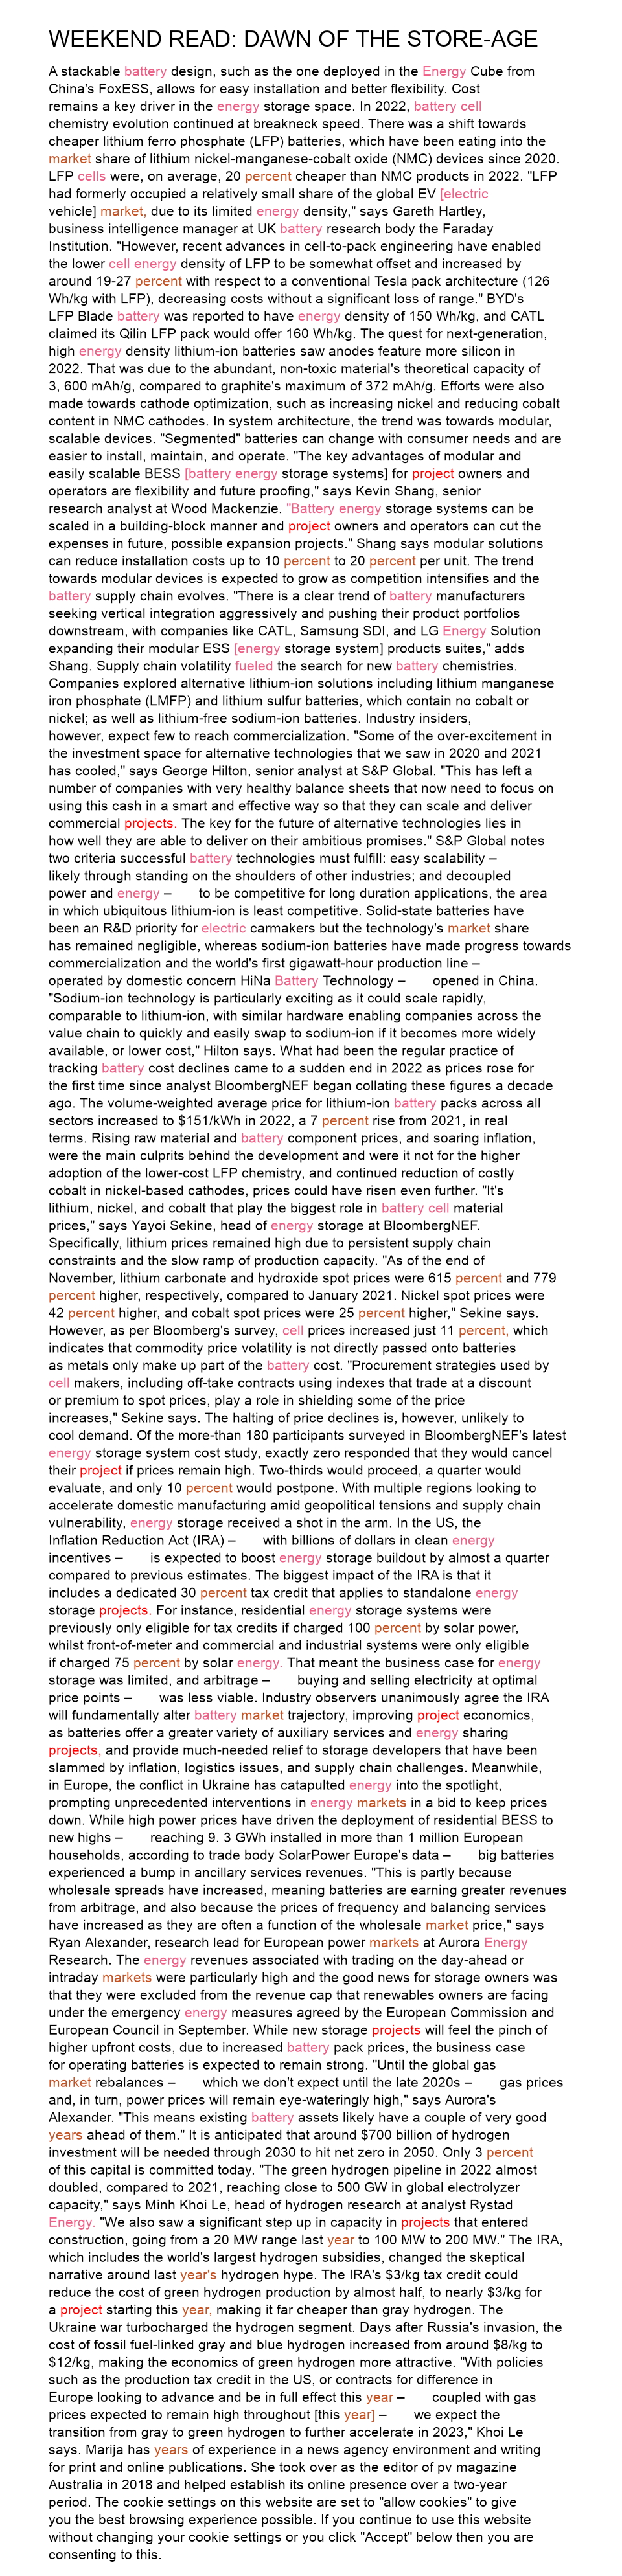 WEEKEND READ: DAWN OF THE STORE-AGE
A stackable battery design, such as the one deployed in the Energy Cube from
China's FoxESS, allows for easy installation and better flexibility. Cost
remains a key driver in the energy storage space. In 2022, battery cell
chemistry evolution continued at breakneck speed. There was a shift towards
cheaper lithium ferro phosphate (LFP) batteries, which have been eating into the
market share of lithium nickel-manganese-cobalt oxide (NMC) devices since 2020.
LFP cells were, on average, 20 percent cheaper than NMC products in 2022. "LFP
had formerly occupied a relatively small share of the global EV [electric
vehicle] market, due to its limited energy density," says Gareth Hartley,
business intelligence manager at UK battery research body the Faraday
Institution. "However, recent advances in cell-to-pack engineering have enabled
the lower cell energy density of LFP to be somewhat offset and increased by
around 19-27 percent with respect to a conventional Tesla pack architecture (126
Wh/kg with LFP), decreasing costs without a significant loss of range." BYD's
LFP Blade battery was reported to have energy density of 150 Wh/kg, and CATL
claimed its Qilin LFP pack would offer 160 Wh/kg. The quest for next-generation,
high energy density lithium-ion batteries saw anodes feature more silicon in
2022. That was due to the abundant, non-toxic material's theoretical capacity of
3, 600 mAh/g, compared to graphite's maximum of 372 mAh/g. Efforts were also
made towards cathode optimization, such as increasing nickel and reducing cobalt
content in NMC cathodes. In system architecture, the trend was towards modular,
scalable devices. "Segmented" batteries can change with consumer needs and are
easier to install, maintain, and operate. "The key advantages of modular and
easily scalable BESS [battery energy storage systems] for project owners and
operators are flexibility and future proofing," says Kevin Shang, senior
research analyst at Wood Mackenzie. "Battery energy storage systems can be
scaled in a building-block manner and project owners and operators can cut the
expenses in future, possible expansion projects." Shang says modular solutions
can reduce installation costs up to 10 percent to 20 percent per unit. The trend
towards modular devices is expected to grow as competition intensifies and the
battery supply chain evolves. "There is a clear trend of battery manufacturers
seeking vertical integration aggressively and pushing their product portfolios
downstream, with companies like CATL, Samsung SDI, and LG Energy Solution
expanding their modular ESS [energy storage system] products suites," adds
Shang. Supply chain volatility fueled the search for new battery chemistries.
Companies explored alternative lithium-ion solutions including lithium manganese
iron phosphate (LMFP) and lithium sulfur batteries, which contain no cobalt or
nickel; as well as lithium-free sodium-ion batteries. Industry insiders,
however, expect few to reach commercialization. "Some of the over-excitement in
the investment space for alternative technologies that we saw in 2020 and 2021
has cooled," says George Hilton, senior analyst at S&P Global. "This has left a
number of companies with very healthy balance sheets that now need to focus on
using this cash in a smart and effective way so that they can scale and deliver
commercial projects. The key for the future of alternative technologies lies in
how well they are able to deliver on their ambitious promises." S&P Global notes
two criteria successful battery technologies must fulfill: easy scalability –
likely through standing on the shoulders of other industries; and decoupled
power and energy – to be competitive for long duration applications, the area
in which ubiquitous lithium-ion is least competitive. Solid-state batteries have
been an R&D priority for electric carmakers but the technology's market share
has remained negligible, whereas sodium-ion batteries have made progress towards
commercialization and the world's first gigawatt-hour production line –
operated by domestic concern HiNa Battery Technology – opened in China.
"Sodium-ion technology is particularly exciting as it could scale rapidly,
comparable to lithium-ion, with similar hardware enabling companies across the
value chain to quickly and easily swap to sodium-ion if it becomes more widely
available, or lower cost," Hilton says. What had been the regular practice of
tracking battery cost declines came to a sudden end in 2022 as prices rose for
the first time since analyst BloombergNEF began collating these figures a decade
ago. The volume-weighted average price for lithium-ion battery packs across all
sectors increased to $151/kWh in 2022, a 7 percent rise from 2021, in real
terms. Rising raw material and battery component prices, and soaring inflation,
were the main culprits behind the development and were it not for the higher
adoption of the lower-cost LFP chemistry, and continued reduction of costly
cobalt in nickel-based cathodes, prices could have risen even further. "It's
lithium, nickel, and cobalt that play the biggest role in battery cell material
prices," says Yayoi Sekine, head of energy storage at BloombergNEF.
Specifically, lithium prices remained high due to persistent supply chain
constraints and the slow ramp of production capacity. "As of the end of
November, lithium carbonate and hydroxide spot prices were 615 percent and 779
percent higher, respectively, compared to January 2021. Nickel spot prices were
42 percent higher, and cobalt spot prices were 25 percent higher," Sekine says.
However, as per Bloomberg's survey, cell prices increased just 11 percent, which
indicates that commodity price volatility is not directly passed onto batteries
as metals only make up part of the battery cost. "Procurement strategies used by
cell makers, including off-take contracts using indexes that trade at a discount
or premium to spot prices, play a role in shielding some of the price
increases," Sekine says. The halting of price declines is, however, unlikely to
cool demand. Of the more-than 180 participants surveyed in BloombergNEF's latest
energy storage system cost study, exactly zero responded that they would cancel
their project if prices remain high. Two-thirds would proceed, a quarter would
evaluate, and only 10 percent would postpone. With multiple regions looking to
accelerate domestic manufacturing amid geopolitical tensions and supply chain
vulnerability, energy storage received a shot in the arm. In the US, the
Inflation Reduction Act (IRA) – with billions of dollars in clean energy
incentives – is expected to boost energy storage buildout by almost a quarter
compared to previous estimates. The biggest impact of the IRA is that it
includes a dedicated 30 percent tax credit that applies to standalone energy
storage projects. For instance, residential energy storage systems were
previously only eligible for tax credits if charged 100 percent by solar power,
whilst front-of-meter and commercial and industrial systems were only eligible
if charged 75 percent by solar energy. That meant the business case for energy
storage was limited, and arbitrage – buying and selling electricity at optimal
price points – was less viable. Industry observers unanimously agree the IRA
will fundamentally alter battery market trajectory, improving project economics,
as batteries offer a greater variety of auxiliary services and energy sharing
projects, and provide much-needed relief to storage developers that have been
slammed by inflation, logistics issues, and supply chain challenges. Meanwhile,
in Europe, the conflict in Ukraine has catapulted energy into the spotlight,
prompting unprecedented interventions in energy markets in a bid to keep prices
down. While high power prices have driven the deployment of residential BESS to
new highs – reaching 9. 3 GWh installed in more than 1 million European
households, according to trade body SolarPower Europe's data – big batteries
experienced a bump in ancillary services revenues. "This is partly because
wholesale spreads have increased, meaning batteries are earning greater revenues
from arbitrage, and also because the prices of frequency and balancing services
have increased as they are often a function of the wholesale market price," says
Ryan Alexander, research lead for European power markets at Aurora Energy
Research. The energy revenues associated with trading on the day-ahead or
intraday markets were particularly high and the good news for storage owners was
that they were excluded from the revenue cap that renewables owners are facing
under the emergency energy measures agreed by the European Commission and
European Council in September. While new storage projects will feel the pinch of
higher upfront costs, due to increased battery pack prices, the business case
for operating batteries is expected to remain strong. "Until the global gas
market rebalances – which we don't expect until the late 2020s – gas prices
and, in turn, power prices will remain eye-wateringly high," says Aurora's
Alexander. "This means existing battery assets likely have a couple of very good
years ahead of them." It is anticipated that around $700 billion of hydrogen
investment will be needed through 2030 to hit net zero in 2050. Only 3 percent
of this capital is committed today. "The green hydrogen pipeline in 2022 almost
doubled, compared to 2021, reaching close to 500 GW in global electrolyzer
capacity," says Minh Khoi Le, head of hydrogen research at analyst Rystad
Energy. "We also saw a significant step up in capacity in projects that entered
construction, going from a 20 MW range last year to 100 MW to 200 MW." The IRA,
which includes the world's largest hydrogen subsidies, changed the skeptical
narrative around last year's hydrogen hype. The IRA's $3/kg tax credit could
reduce the cost of green hydrogen production by almost half, to nearly $3/kg for
a project starting this year, making it far cheaper than gray hydrogen. The
Ukraine war turbocharged the hydrogen segment. Days after Russia's invasion, the
cost of fossil fuel-linked gray and blue hydrogen increased from around $8/kg to
$12/kg, making the economics of green hydrogen more attractive. "With policies
such as the production tax credit in the US, or contracts for difference in
Europe looking to advance and be in full effect this year – coupled with gas
prices expected to remain high throughout [this year] – we expect the
transition from gray to green hydrogen to further accelerate in 2023," Khoi Le
says. Marija has years of experience in a news agency environment and writing
for print and online publications. She took over as the editor of pv magazine
Australia in 2018 and helped establish its online presence over a two-year
period. The cookie settings on this website are set to "allow cookies" to give
you the best browsing experience possible. If you continue to use this website
without changing your cookie settings or you click "Accept" below then you are
consenting to this.